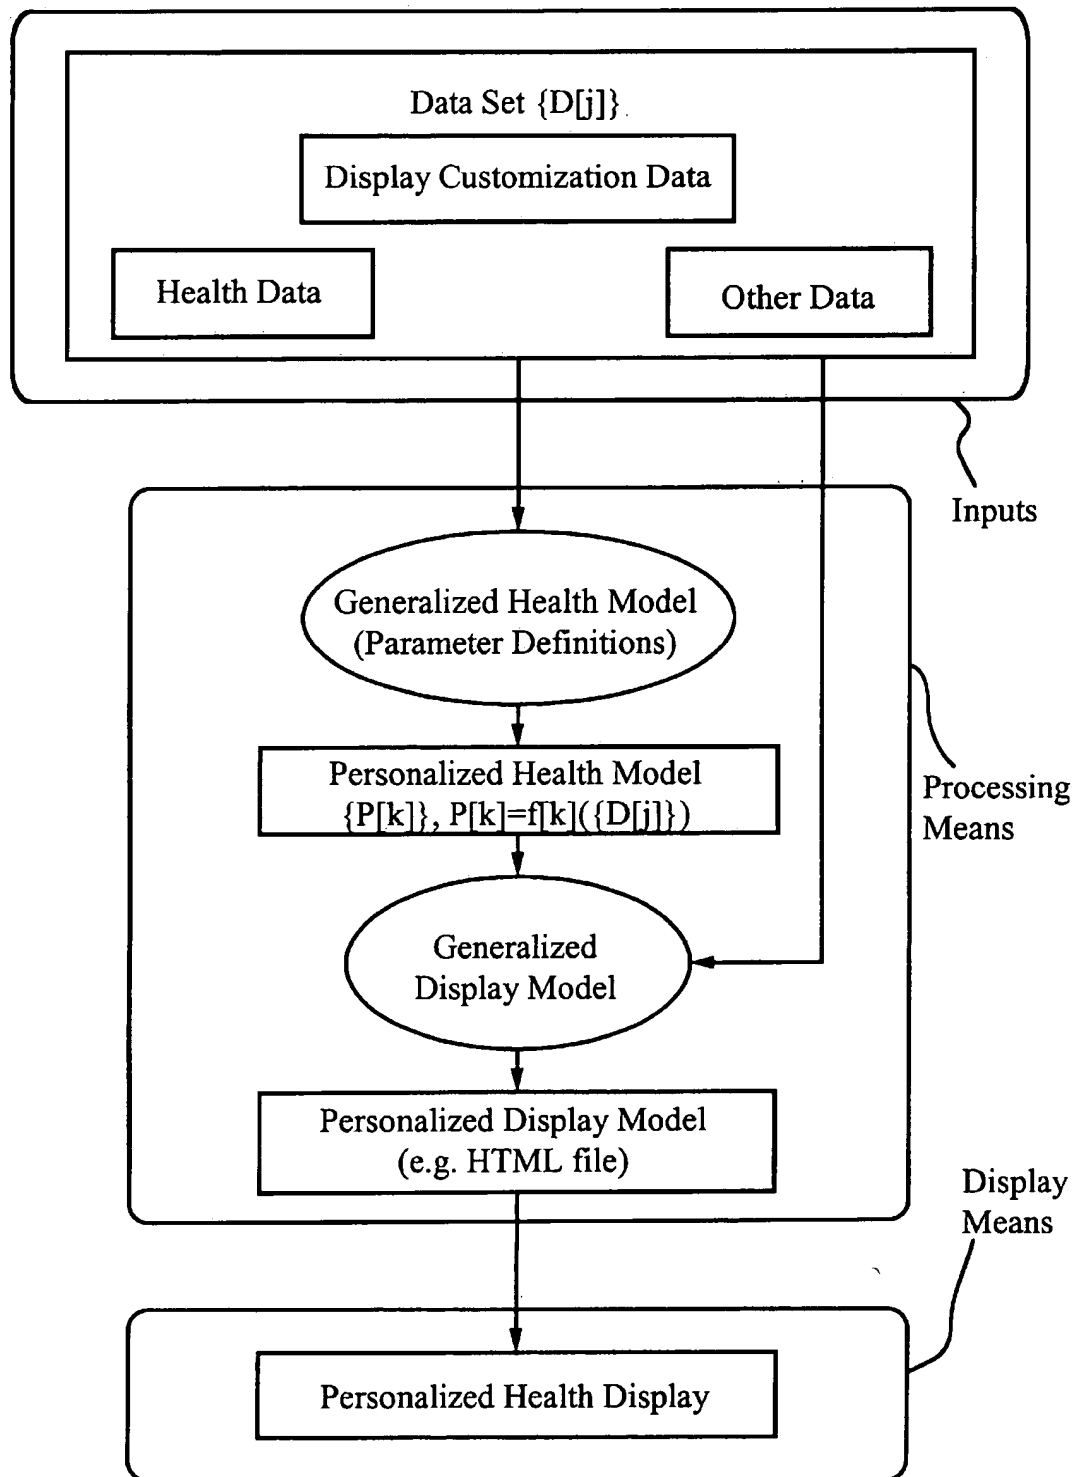 Data Set {D[j]}
Display Customization Data
Health Data
Other Data
Inputs
Generalized Health Model
(Parameter Definitions)
Personalized Health Model
{P[k]}, P[k]=f[k]({D[j]})
Processing
Means
Generalized
Display Model
Personalized Display Model
(e.g. HTML file)
Display
Means
Personalized Health Display